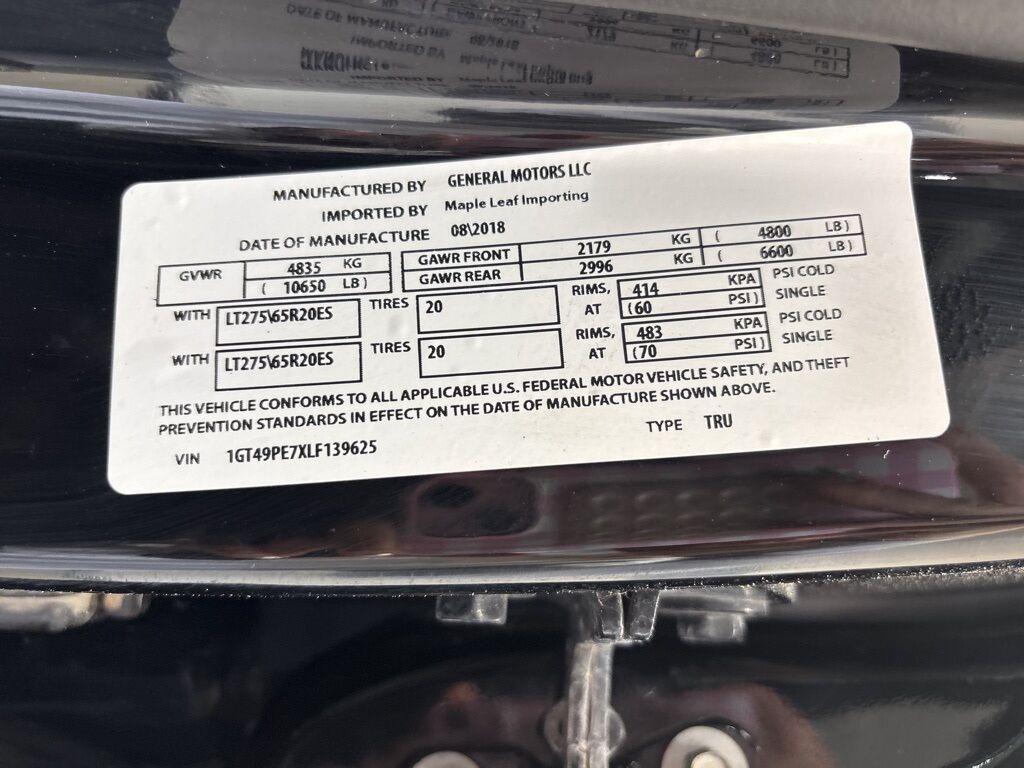 MANUFACTURED BY GENERAL MOTORS LLC
IMPORTED BY Maple Leaf Importing
DATE OF MANUFACTURE 08\2018
GVWR 4835 KG GAWR FRONT 2179 KG ( 4800 LB )
( 10650 LB ) GAWR REAR 2996 KG ( 6600 LB )
WITH LT275\65R20ES TIRES 20 RIMS, 414 KPA PSI COLD
AT (60 PSI ) SINGLE
WITH LT275\65R20ES TIRES 20 RIMS, 483 KPA PSI COLD
AT (70 PSI ) SINGLE
THIS VEHICLE CONFORMS TO ALL APPLICABLE U.S. FEDERAL MOTOR VEHICLE SAFETY, AND THEFT
PREVENTION STANDARDS IN EFFECT ON THE DATE OF MANUFACTURE SHOWN ABOVE.
VIN 1GT49PE7XLF139625 TYPE TRU